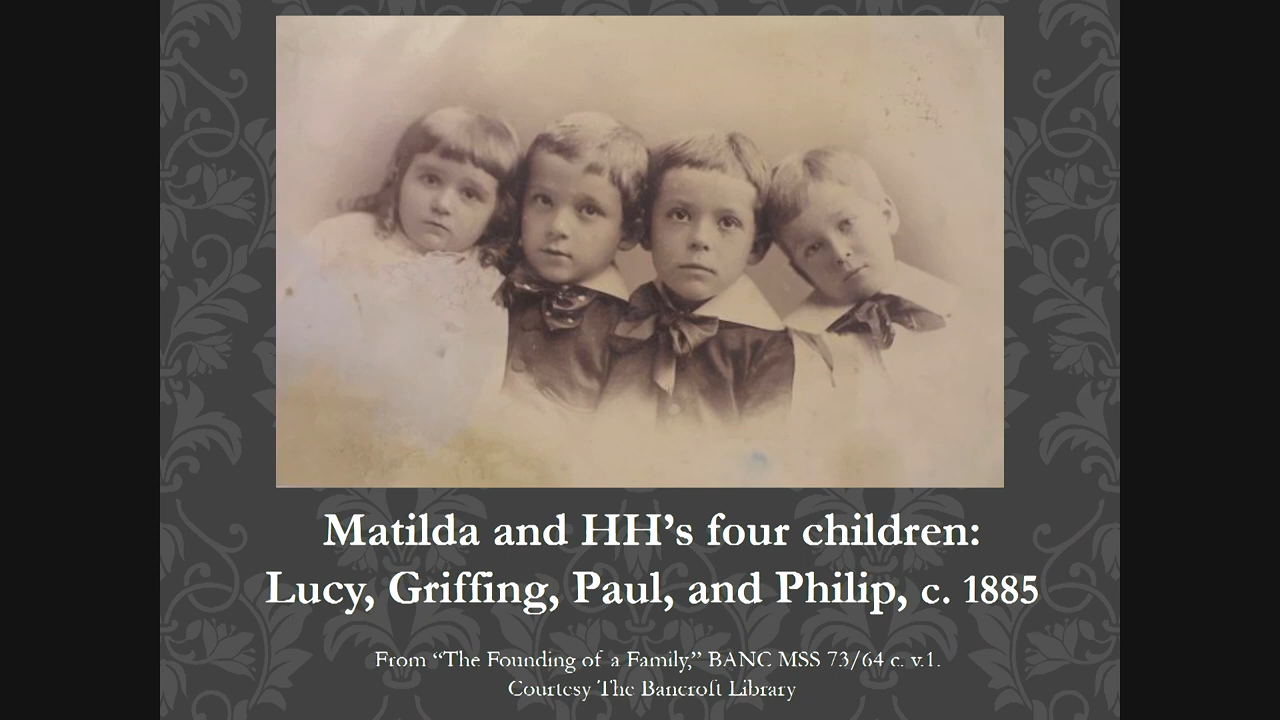 Matilda and HH’s four children:
Lucy, Griffing, Paul, and Philip, c. 1885
From “The Founding of a Family,” BANC MSS 73/64 c. v.1.
Courtesy The Bancroft Library